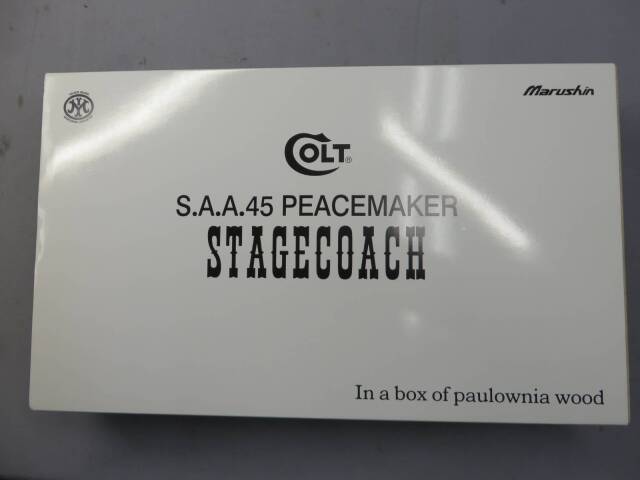 Marushin
COLT®
S.A.A.45 PEACEMAKER
STAGECOACH
In a box of paulownia wood